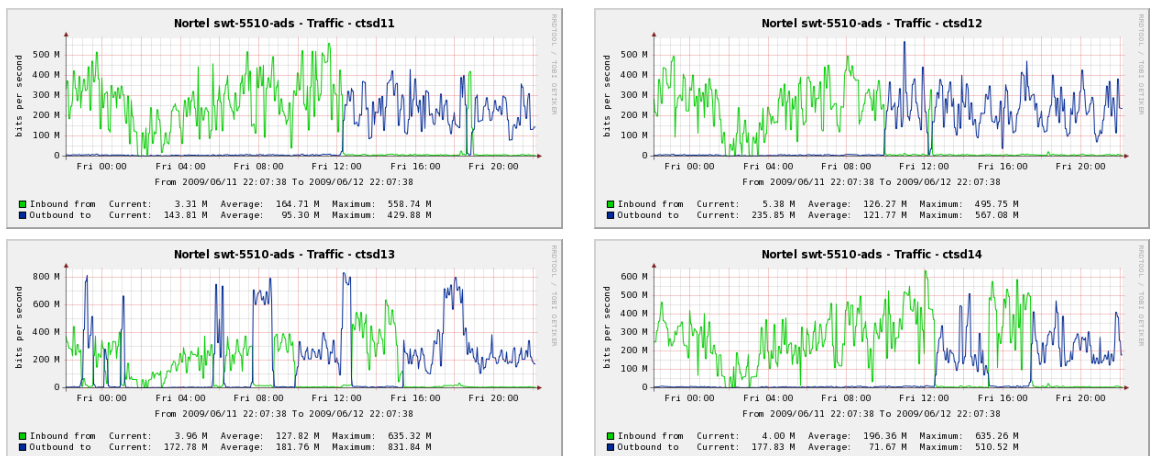 Nortel swt-5510-ads - Traffic - ctsd11
RRDTOOL / TOBI OETIKER
bits per second
500 M
400 M
300 M
200 M
100 M
0
Fri 00:00 Fri 04:00 Fri 08:00 Fri 12:00 Fri 16:00 Fri 20:00
From 2009/06/11 22:07:38 To 2009/06/12 22:07:38
Inbound from Current: 3.31 M Average: 164.71 M Maximum: 558.74 M
Outbound to Current: 143.81 M Average: 95.30 M Maximum: 429.88 M
Nortel swt-5510-ads - Traffic - ctsd12
RRDTOOL / TOBI OETIKER
bits per second
500 M
400 M
300 M
200 M
100 M
0
Fri 00:00 Fri 04:00 Fri 08:00 Fri 12:00 Fri 16:00 Fri 20:00
From 2009/06/11 22:07:38 To 2009/06/12 22:07:38
Inbound from Current: 5.38 M Average: 126.27 M Maximum: 495.75 M
Outbound to Current: 235.85 M Average: 121.77 M Maximum: 567.08 M
Nortel swt-5510-ads - Traffic - ctsd13
RRDTOOL / TOBI OETIKER
bits per second
800 M
600 M
400 M
200 M
0
Fri 00:00 Fri 04:00 Fri 08:00 Fri 12:00 Fri 16:00 Fri 20:00
From 2009/06/11 22:07:38 To 2009/06/12 22:07:38
Inbound from Current: 3.96 M Average: 127.82 M Maximum: 635.32 M
Outbound to Current: 172.78 M Average: 181.76 M Maximum: 831.84 M
Nortel swt-5510-ads - Traffic - ctsd14
RRDTOOL / TOBI OETIKER
bits per second
600 M
500 M
400 M
300 M
200 M
100 M
0
Fri 00:00 Fri 04:00 Fri 08:00 Fri 12:00 Fri 16:00 Fri 20:00
From 2009/06/11 22:07:38 To 2009/06/12 22:07:38
Inbound from Current: 4.00 M Average: 196.36 M Maximum: 635.26 M
Outbound to Current: 177.83 M Average: 71.67 M Maximum: 510.52 M